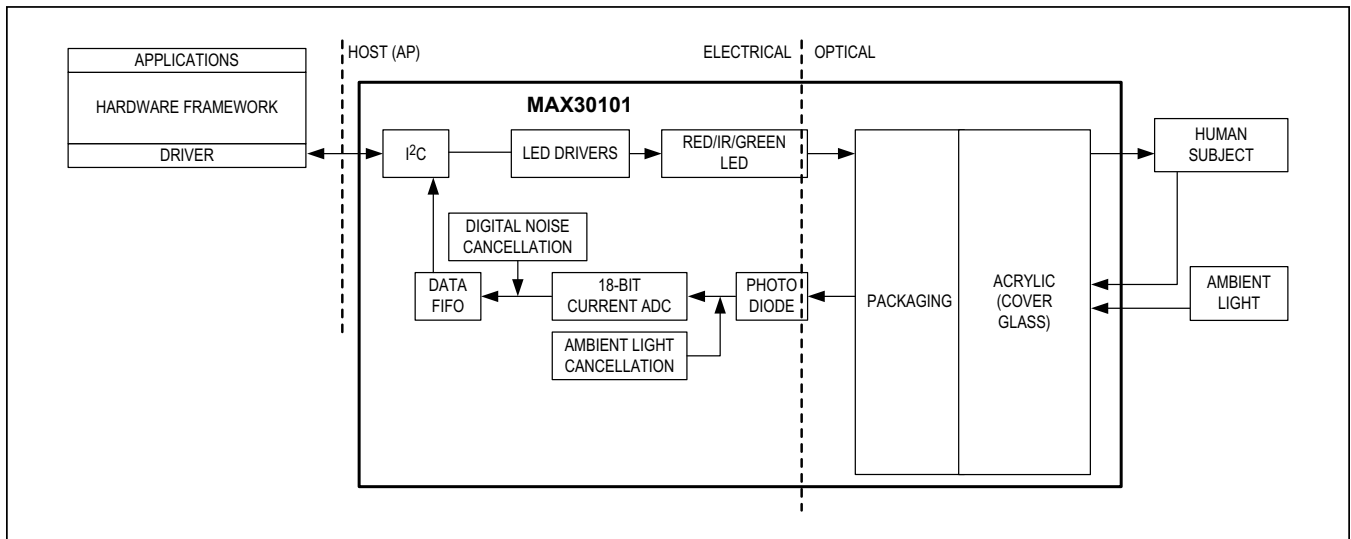 APPLICATIONS
HARDWARE FRAMEWORK
DRIVER
HOST (AP)
ELECTRICAL
OPTICAL
MAX30101
I²C
LED DRIVERS
RED/IR/GREEN
LED
HUMAN
SUBJECT
DIGITAL NOISE
CANCELLATION
DATA
FIFO
18-BIT
CURRENT ADC
PHOTO
DIODE
AMBIENT LIGHT
CANCELLATION
PACKAGING
ACRYLIC
(COVER
GLASS)
AMBIENT
LIGHT